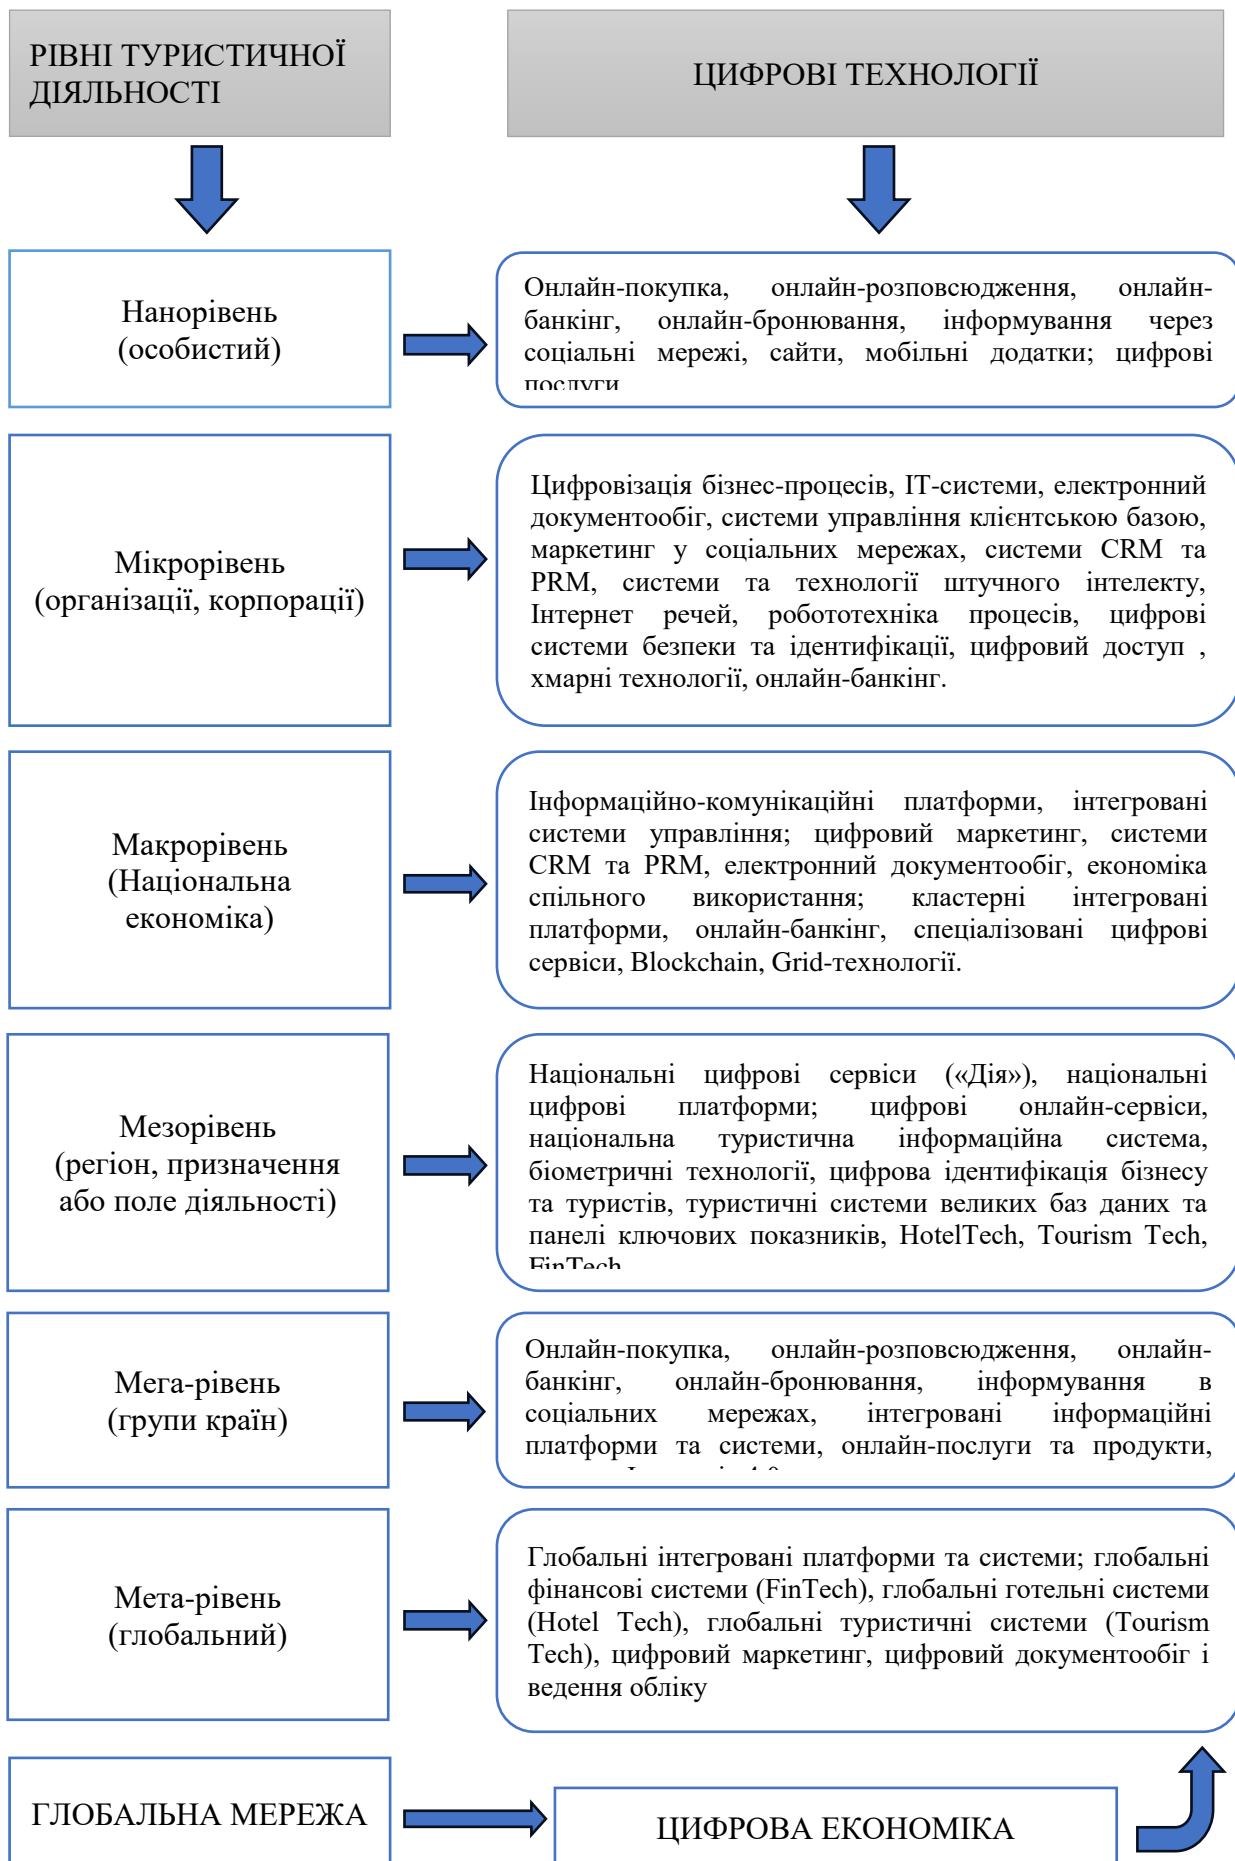 РІВНІ ТУРИСТИЧНОЇ
ДІЯЛЬНОСТІ
ЦИФРОВІ ТЕХНОЛОГІЇ
Нанорівень
(особистий)
Онлайн-покупка, онлайн-розповсюдження, онлайн-
банкінг, онлайн-бронювання, інформування через
соціальні мережі, сайти, мобільні додатки; цифрові
послуги
Мікрорівень
(організації, корпорації)
Цифровізація бізнес-процесів, ІТ-системи, електронний
документообіг, системи управління клієнтською базою,
маркетинг у соціальних мережах, системи CRM та
PRM, системи та технології штучного інтелекту,
Інтернет речей, робототехніка процесів, цифрові
системи безпеки та ідентифікації, цифровий доступ ,
хмарні технології, онлайн-банкінг.
Макрорівень
(Національна
економіка)
Інформаційно-комунікаційні платформи, інтегровані
системи управління; цифровий маркетинг, системи
CRM та PRM, електронний документообіг, економіка
спільного використання; кластерні інтегровані
платформи, онлайн-банкінг, спеціалізовані цифрові
сервіси, Blockchain, Grid-технології.
Мезорівень
(регіон, призначення
або поле діяльності)
Національні цифрові сервіси («Дія»), національні
цифрові платформи; цифрові онлайн-сервіси,
національна туристична інформаційна система,
біометричні технології, цифрова ідентифікація бізнесу
та туристів, туристичні системи великих баз даних та
панелі ключових показників, HotelTech, Tourism Tech,
FinTech
Мега-рівень
(групи країн)
Онлайн-покупка, онлайн-розповсюдження, онлайн-
банкінг, онлайн-бронювання, інформування в
соціальних мережах, інтегровані інформаційні
платформи та системи, онлайн-послуги та продукти,
Мета-рівень
(глобальний)
Глобальні інтегровані платформи та системи; глобальні
фінансові системи (FinTech), глобальні готельні системи
(Hotel Tech), глобальні туристичні системи (Tourism
Tech), цифровий маркетинг, цифровий документообіг і
ведення обліку
ГЛОБАЛЬНА МЕРЕЖА
ЦИФРОВА ЕКОНОМІКА